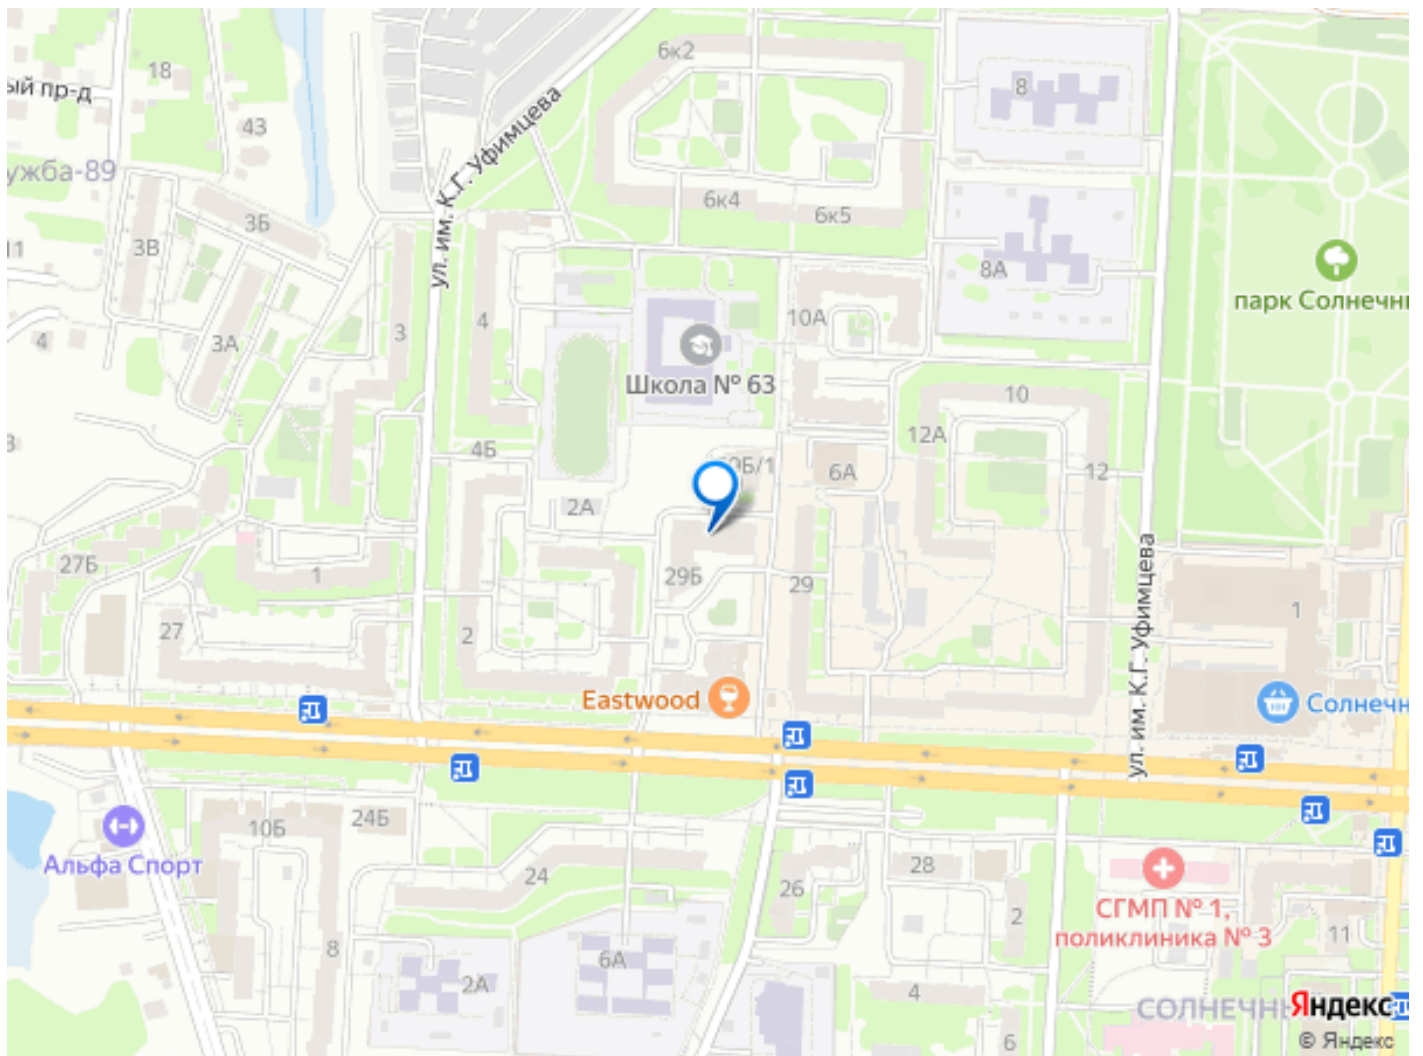 6к2
18
8
ый пр-д
43
ужба-89
ул. им. К.Г. Уфимцева
6к4
6к5
3Б
3В
11
8А
парк Солнечн
10А
4
3
4
3А
Школа № 63
10
12А
4Б
12
6А
2А
27Б
1
29Б
29
1
27
2
ул. им. К.Г. Уфимцева
Eastwood
Солнечн
24Б
10Б
Альфа Спорт
24
28
26
2
СГМП № 1,
поликлиника № 3
11
8
6А
2А
4
СОЛНЕЧН
Яндекс
6
© Яндекс